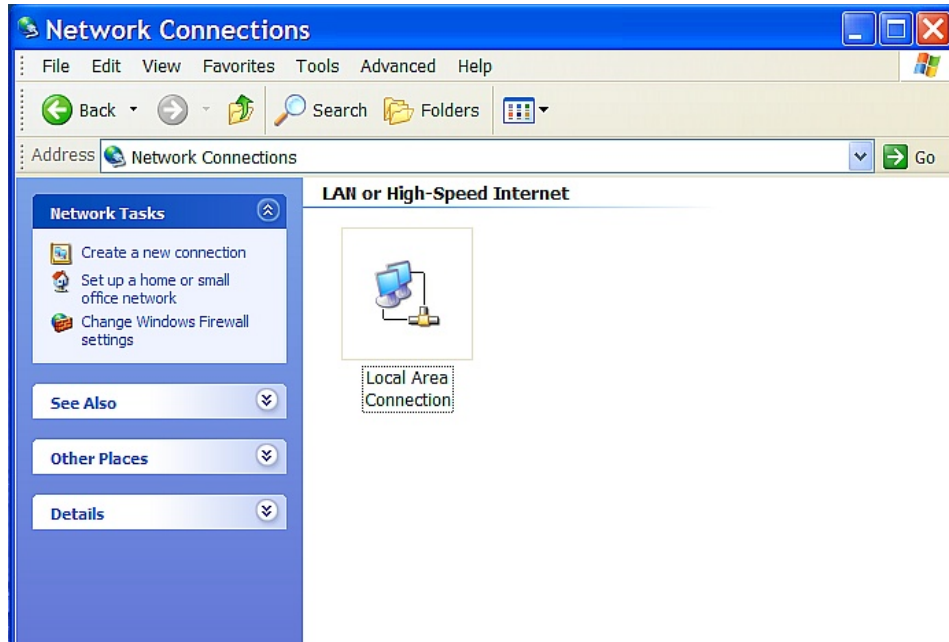 Network Connections
File Edit View Favorites Tools Advanced Help
Back Search Folders
Address Network Connections Go
LAN or High-Speed Internet
Network Tasks
Create a new connection
Set up a home or small
office network
Change Windows Firewall
settings
See Also
Other Places
Details
Local Area
Connection